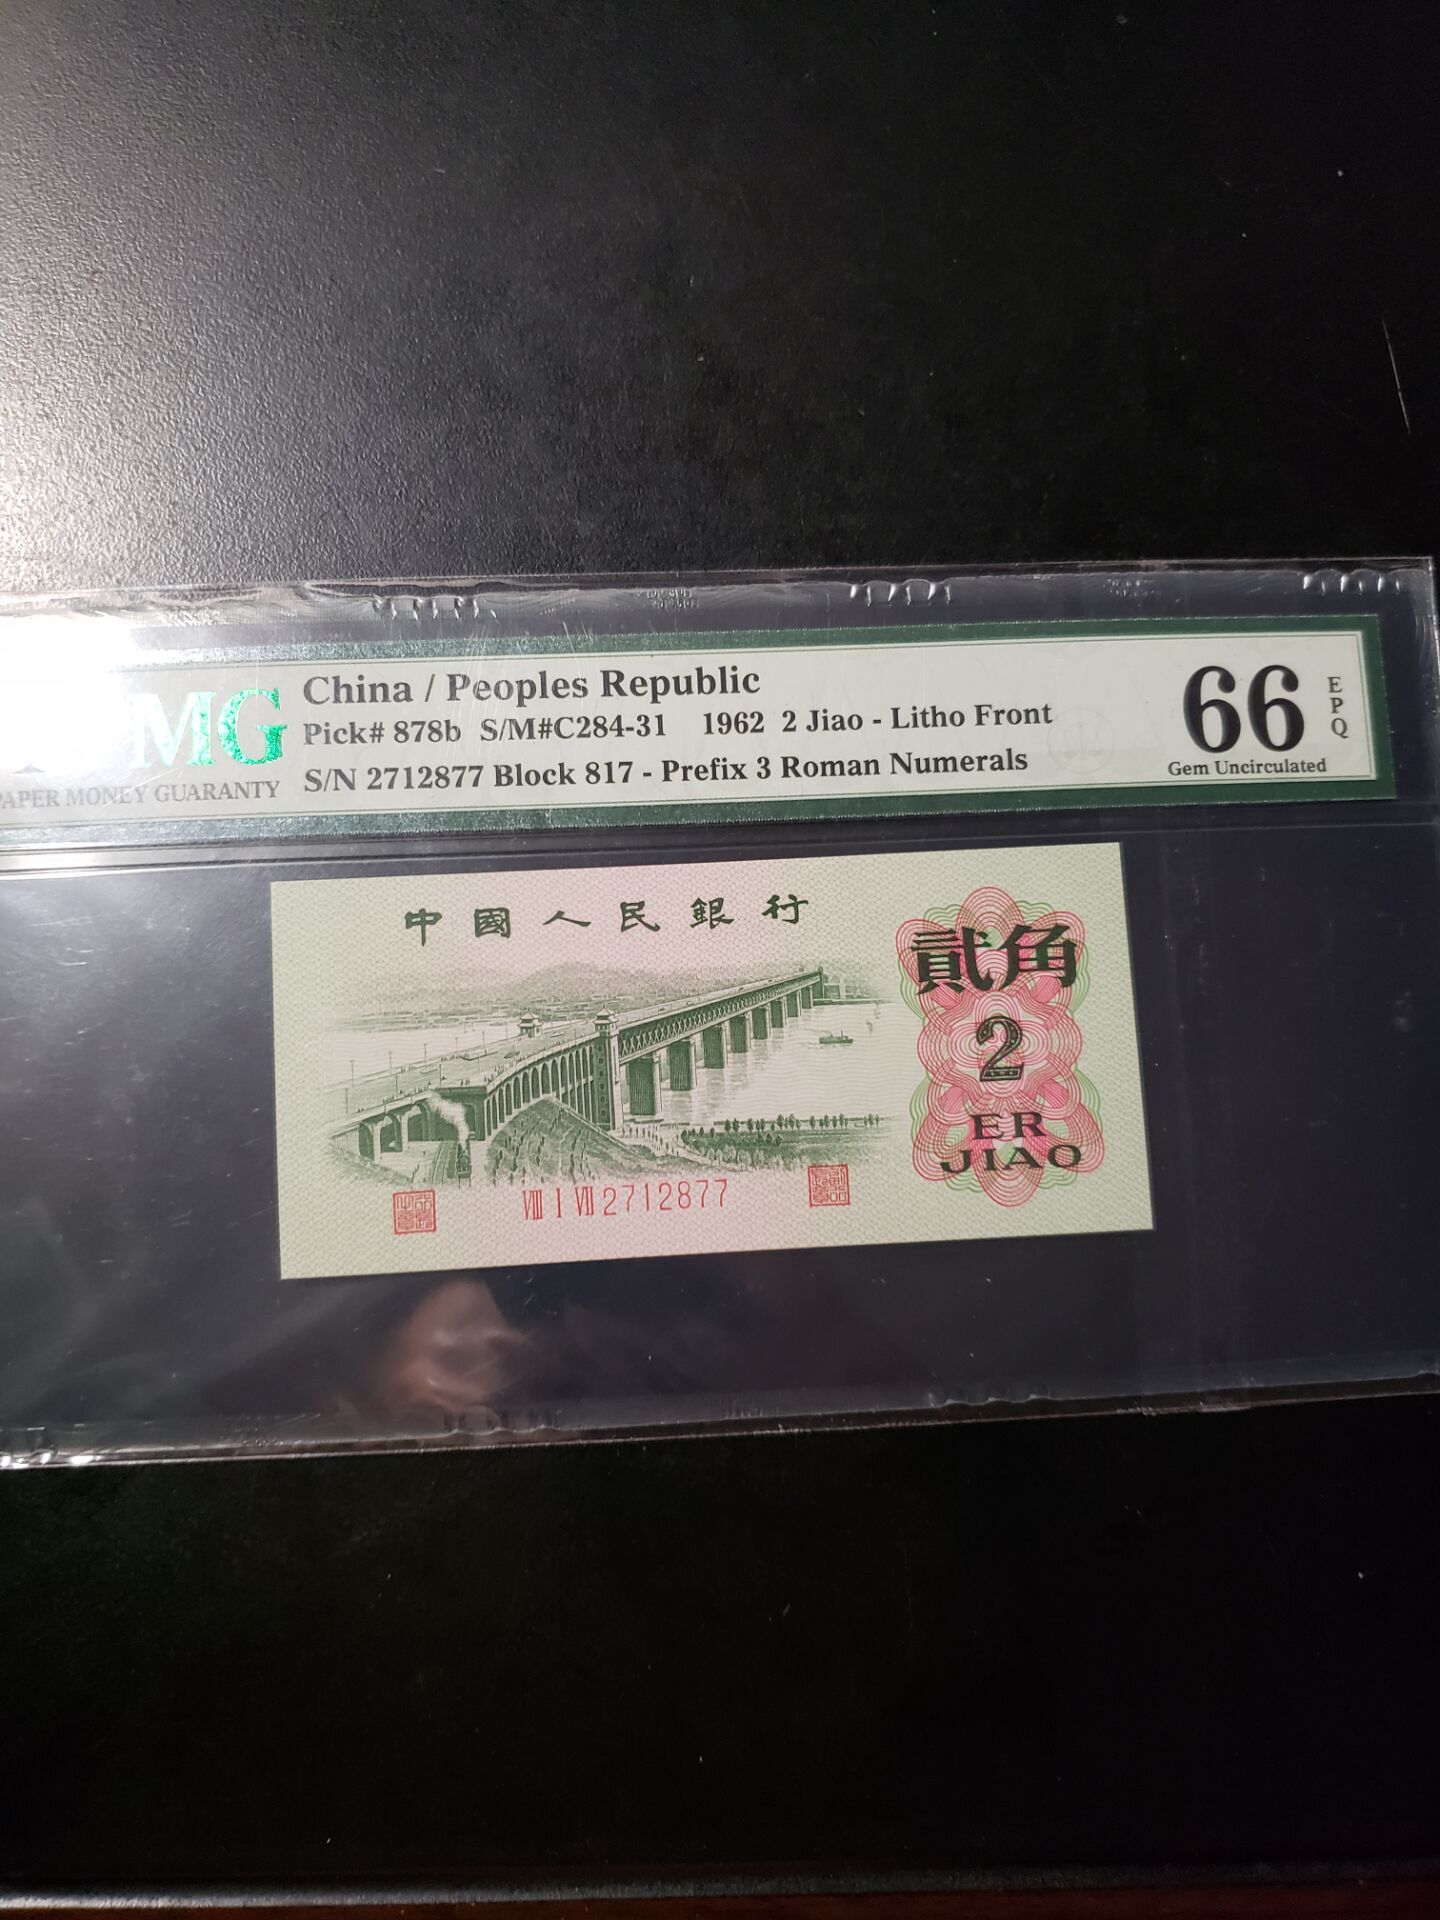 MG
PAPER MONEY GUARANTY
China / Peoples Republic
Pick# 878b S/M#C284-31 1962 2 Jiao - Litho Front
S/N 2712877 Block 817 - Prefix 3 Roman Numerals
66
EPQ
Gem Uncirculated
中國人民銀行
貳角
2
ER
JIAO
VIII I VII 2712877